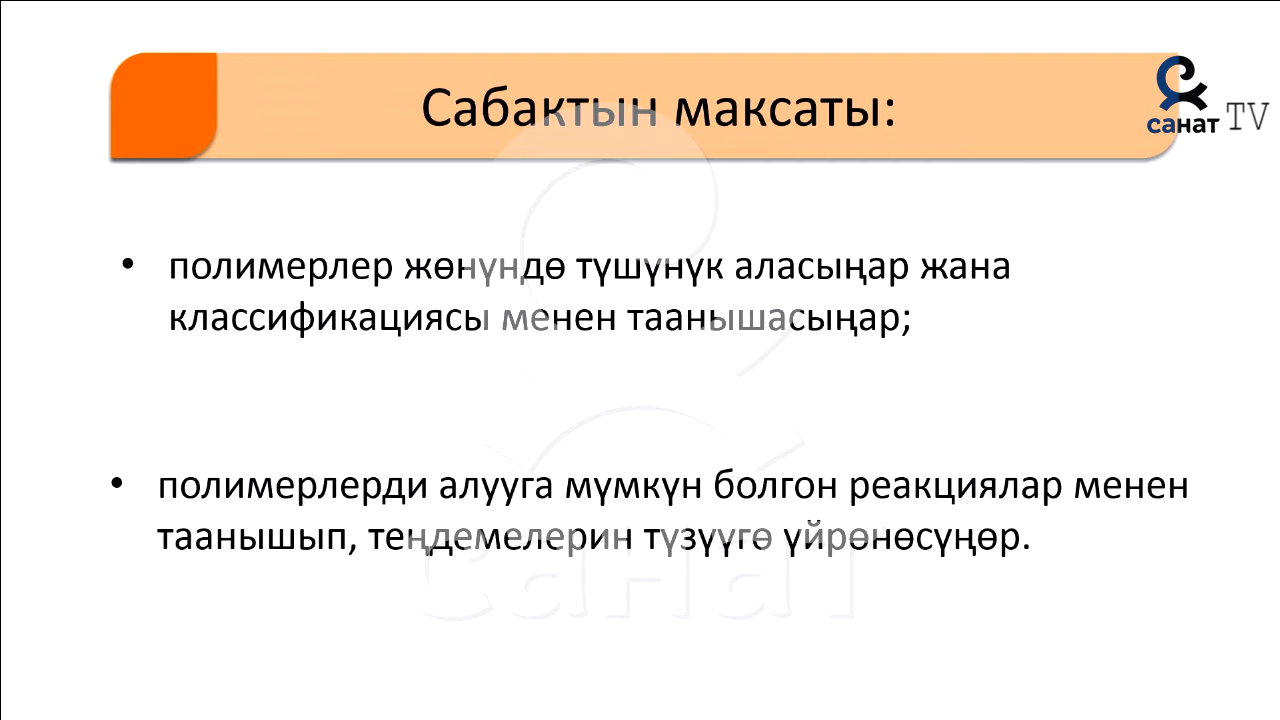 Сабактын максаты:
санат TV
• полимерлер жөнүндө түшүнүк аласыңар жана
классификациясы менен таанышасыңар;
• полимерлерди алууга мүмкүн болгон реакциялар менен
таанышып, теңдемелерин түзүүгө үйрөнөсүңөр.
санат